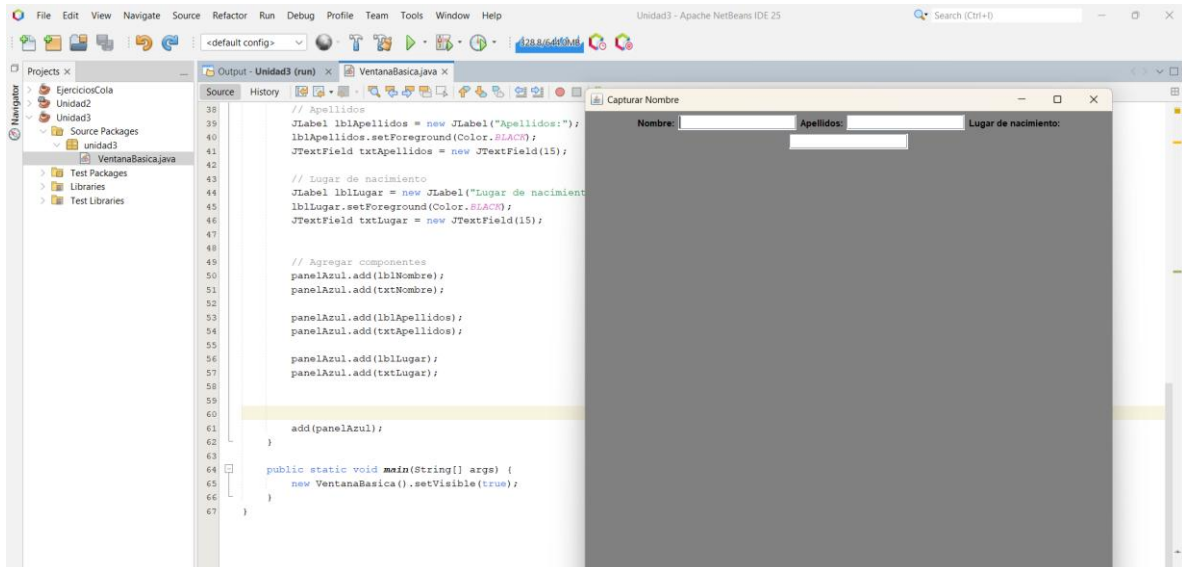 File Edit View Navigate Source Refactor Run Debug Profile Team Tools Window Help Unidad3 - Apache NetBeans IDE 25 Search (Ctrl+I)
<default config>
Projects
Output - Unidad3 (run) VentanaBasica.java
Navigator
EjerciciosCola
Unidad2
Unidad3
Source Packages
unidad3
VentanaBasica.java
Test Packages
Libraries
Test Libraries
Source History
38 // Apellidos
39 JLabel lblApellidos = new JLabel("Apellidos:");
40 lblApellidos.setForeground(Color.BLACK);
41 JTextField txtApellidos = new JTextField(15);
42
43 // Lugar de nacimiento
44 JLabel lblLugar = new JLabel("Lugar de nacimient
45 lblLugar.setForeground(Color.BLACK);
46 JTextField txtLugar = new JTextField(15);
47
48
49 // Agregar componentes
50 panelAzul.add(lblNombre);
51 panelAzul.add(txtNombre);
52
53 panelAzul.add(lblApellidos);
54 panelAzul.add(txtApellidos);
55
56 panelAzul.add(lblLugar);
57 panelAzul.add(txtLugar);
58
59
60
61 add(panelAzul);
62 }
63
64 public static void main(String[] args) {
65 new VentanaBasica().setVisible(true);
66 }
67 }
Capturar Nombre
Nombre: Apellidos: Lugar de nacimiento: